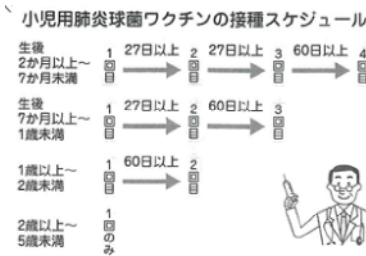 小児用肺炎球菌ワクチンの接種スケジュール
生後
2か月以上～
7か月未満
1回目 27日以上 2回目 27日以上 3回目 60日以上 4回目
生後
7か月以上～
1歳未満
1回目 27日以上 2回目 60日以上 3回目
1歳以上～
2歳未満
1回目 60日以上 2回目
2歳以上～
5歳未満
1回のみ